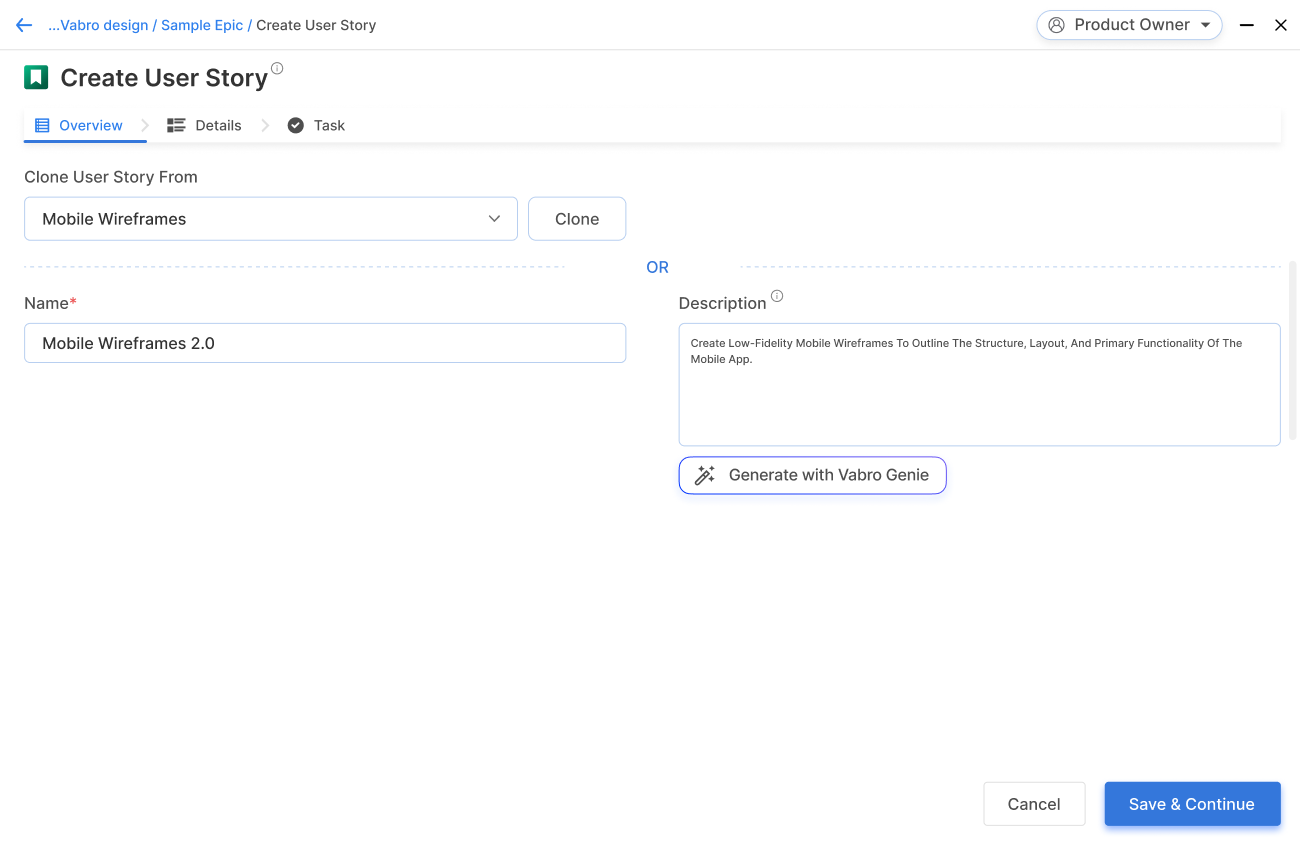 ...Vabro design / Sample Epic / Create User Story
Product Owner
Create User Story
Overview
Details
Task
Clone User Story From
Mobile Wireframes
Clone
OR
Name*
Mobile Wireframes 2.0
Description
Create Low-Fidelity Mobile Wireframes To Outline The Structure, Layout, And Primary Functionality Of The
Mobile App.
Generate with Vabro Genie
Cancel
Save & Continue